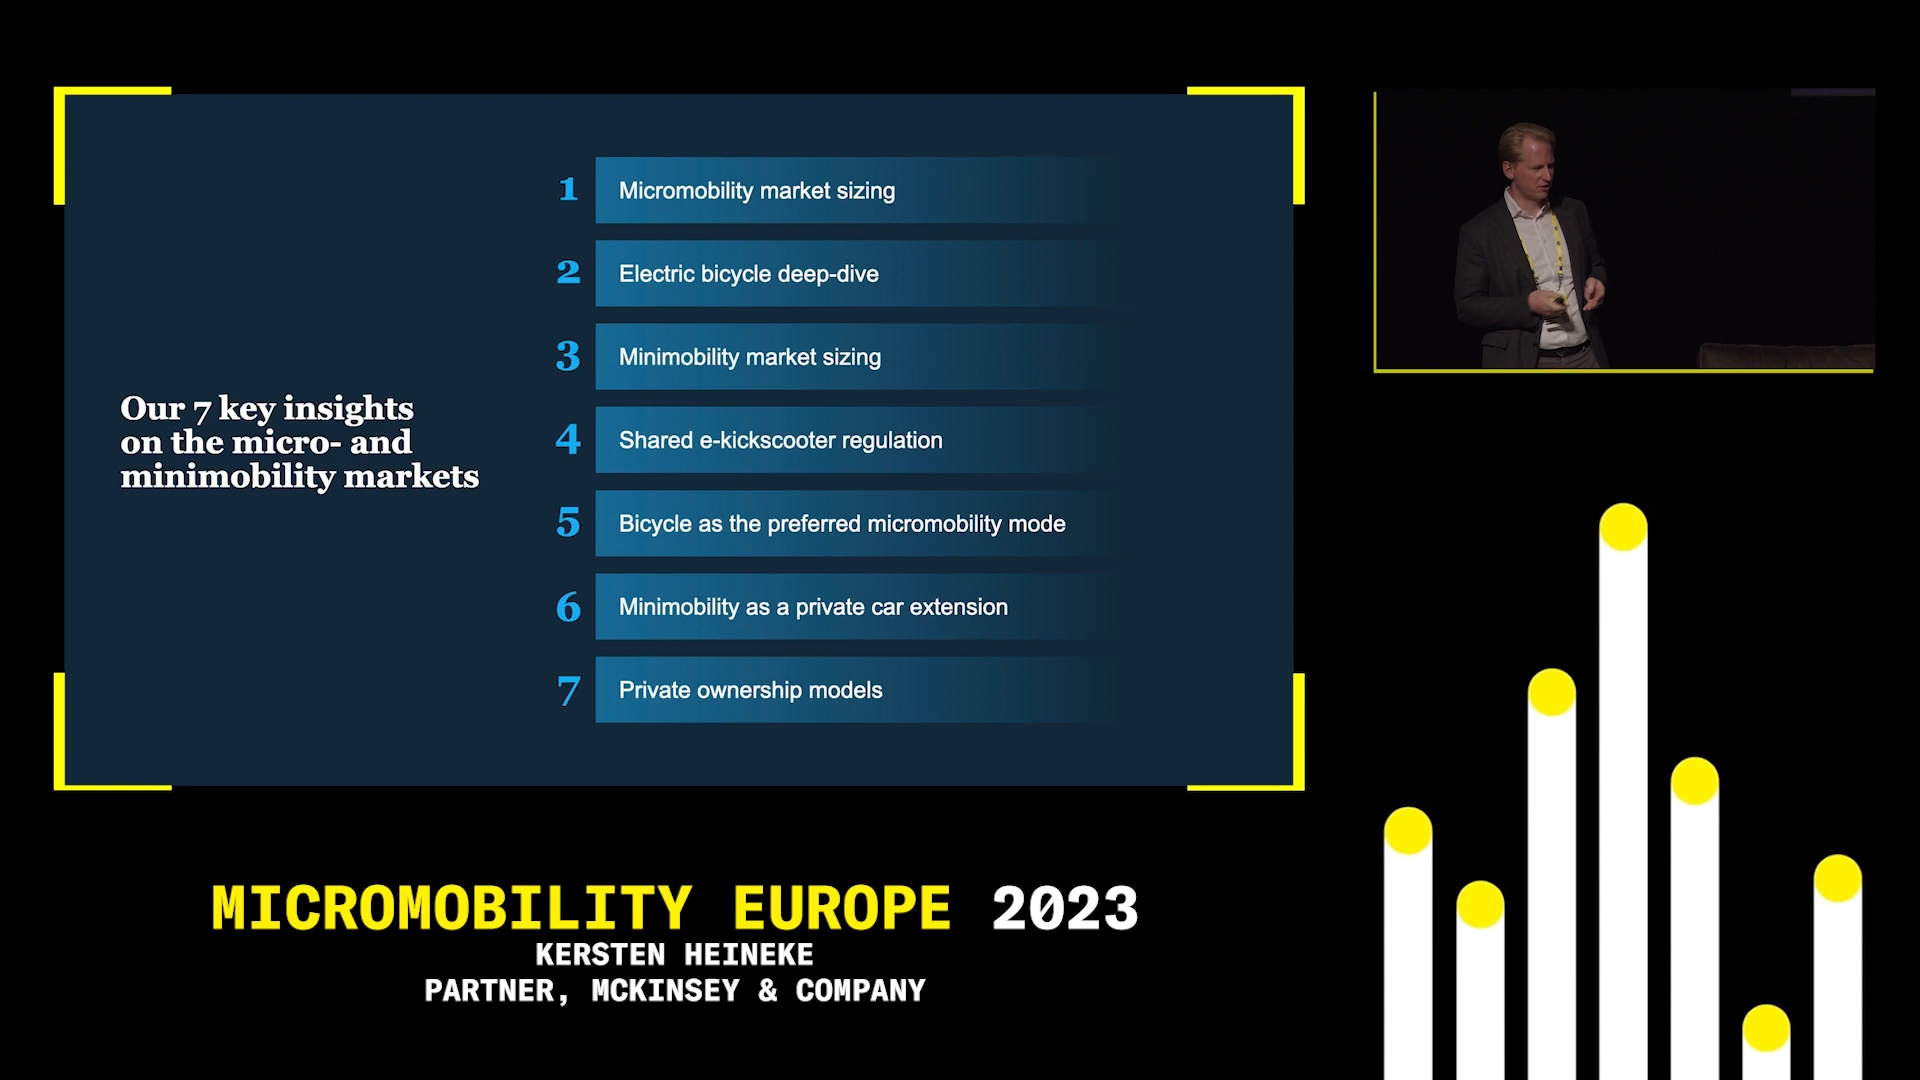 Our 7 key insights
on the micro- and
minimobility markets
1 Micromobility market sizing
2 Electric bicycle deep-dive
3 Minimobility market sizing
4 Shared e-kickscooter regulation
5 Bicycle as the preferred micromobility mode
6 Minimobility as a private car extension
7 Private ownership models
MICROMOBILITY EUROPE 2023
KERSTEN HEINEKE
PARTNER, MCKINSEY & COMPANY